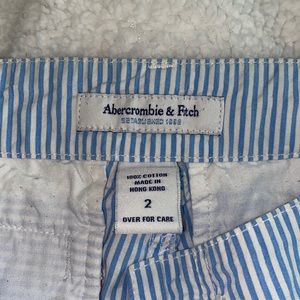 Abercrombie & Fitch
ESTABLISHED 1892
100% COTTON
MADE IN
HONG KONG
2
OVER FOR CARE